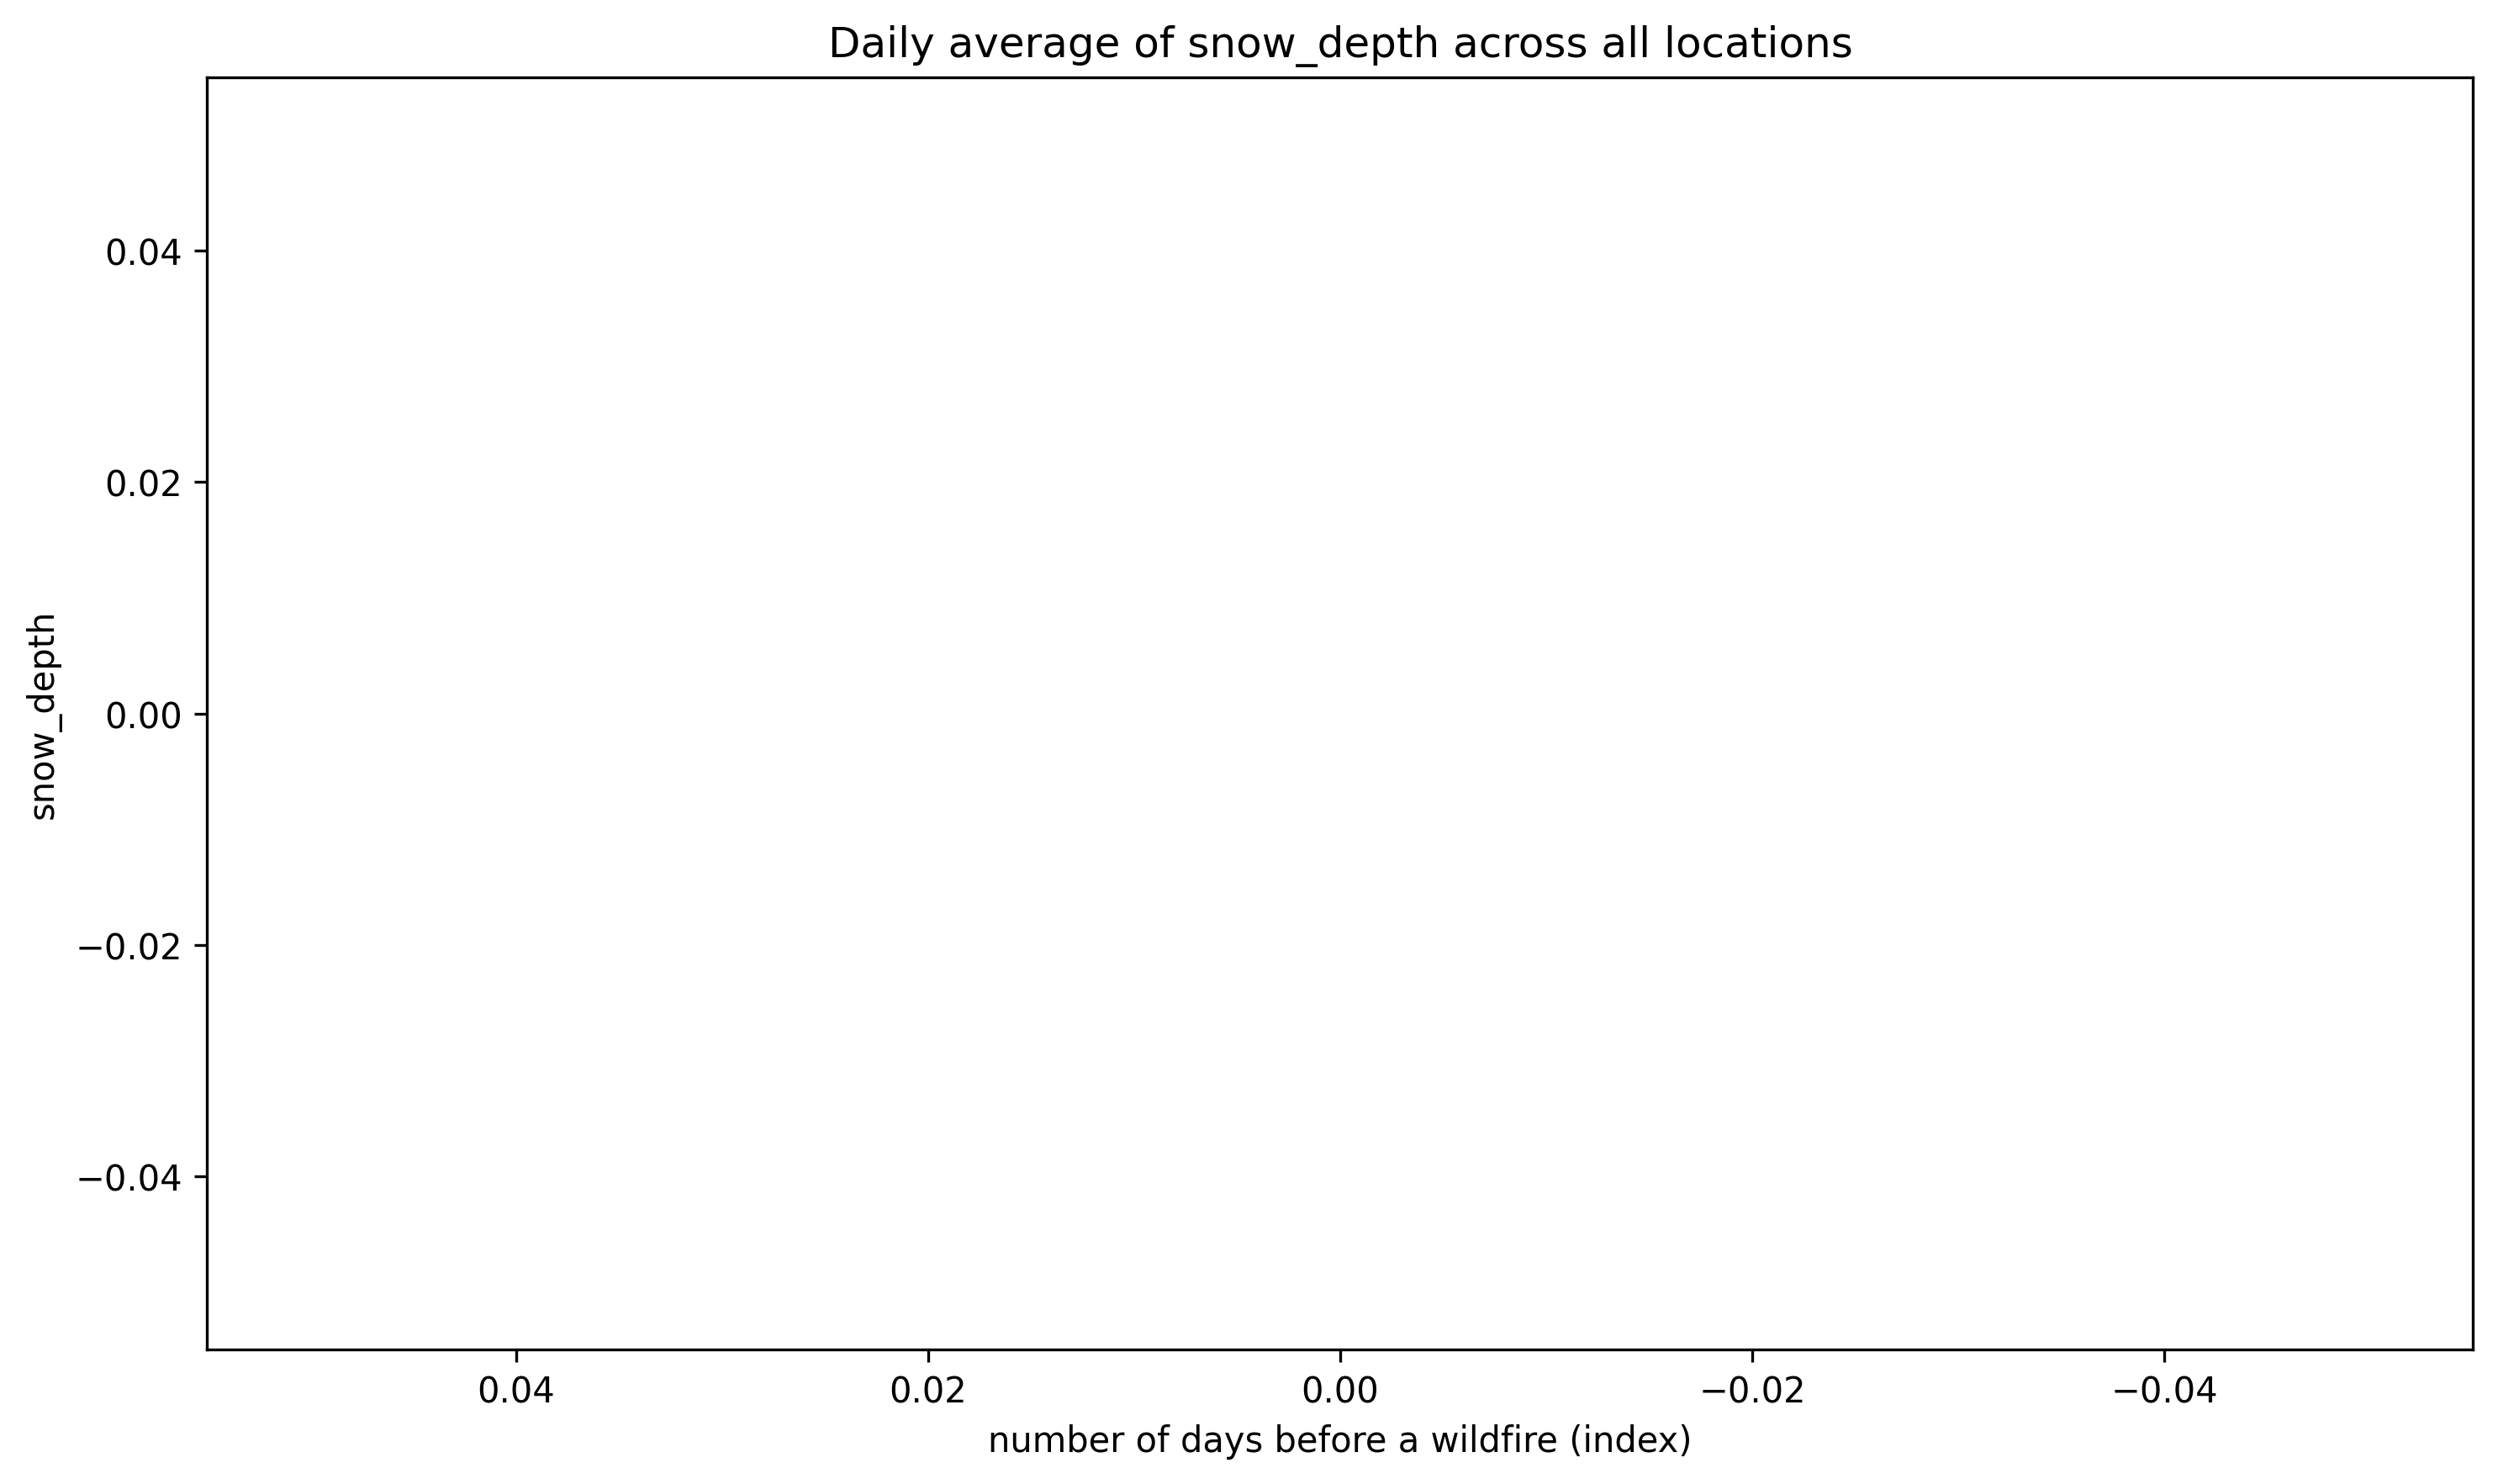 Daily average of snow_depth across all locations
snow_depth
0.04
0.02
0.00
−0.02
−0.04
0.04 0.02 0.00 −0.02 −0.04
number of days before a wildfire (index)